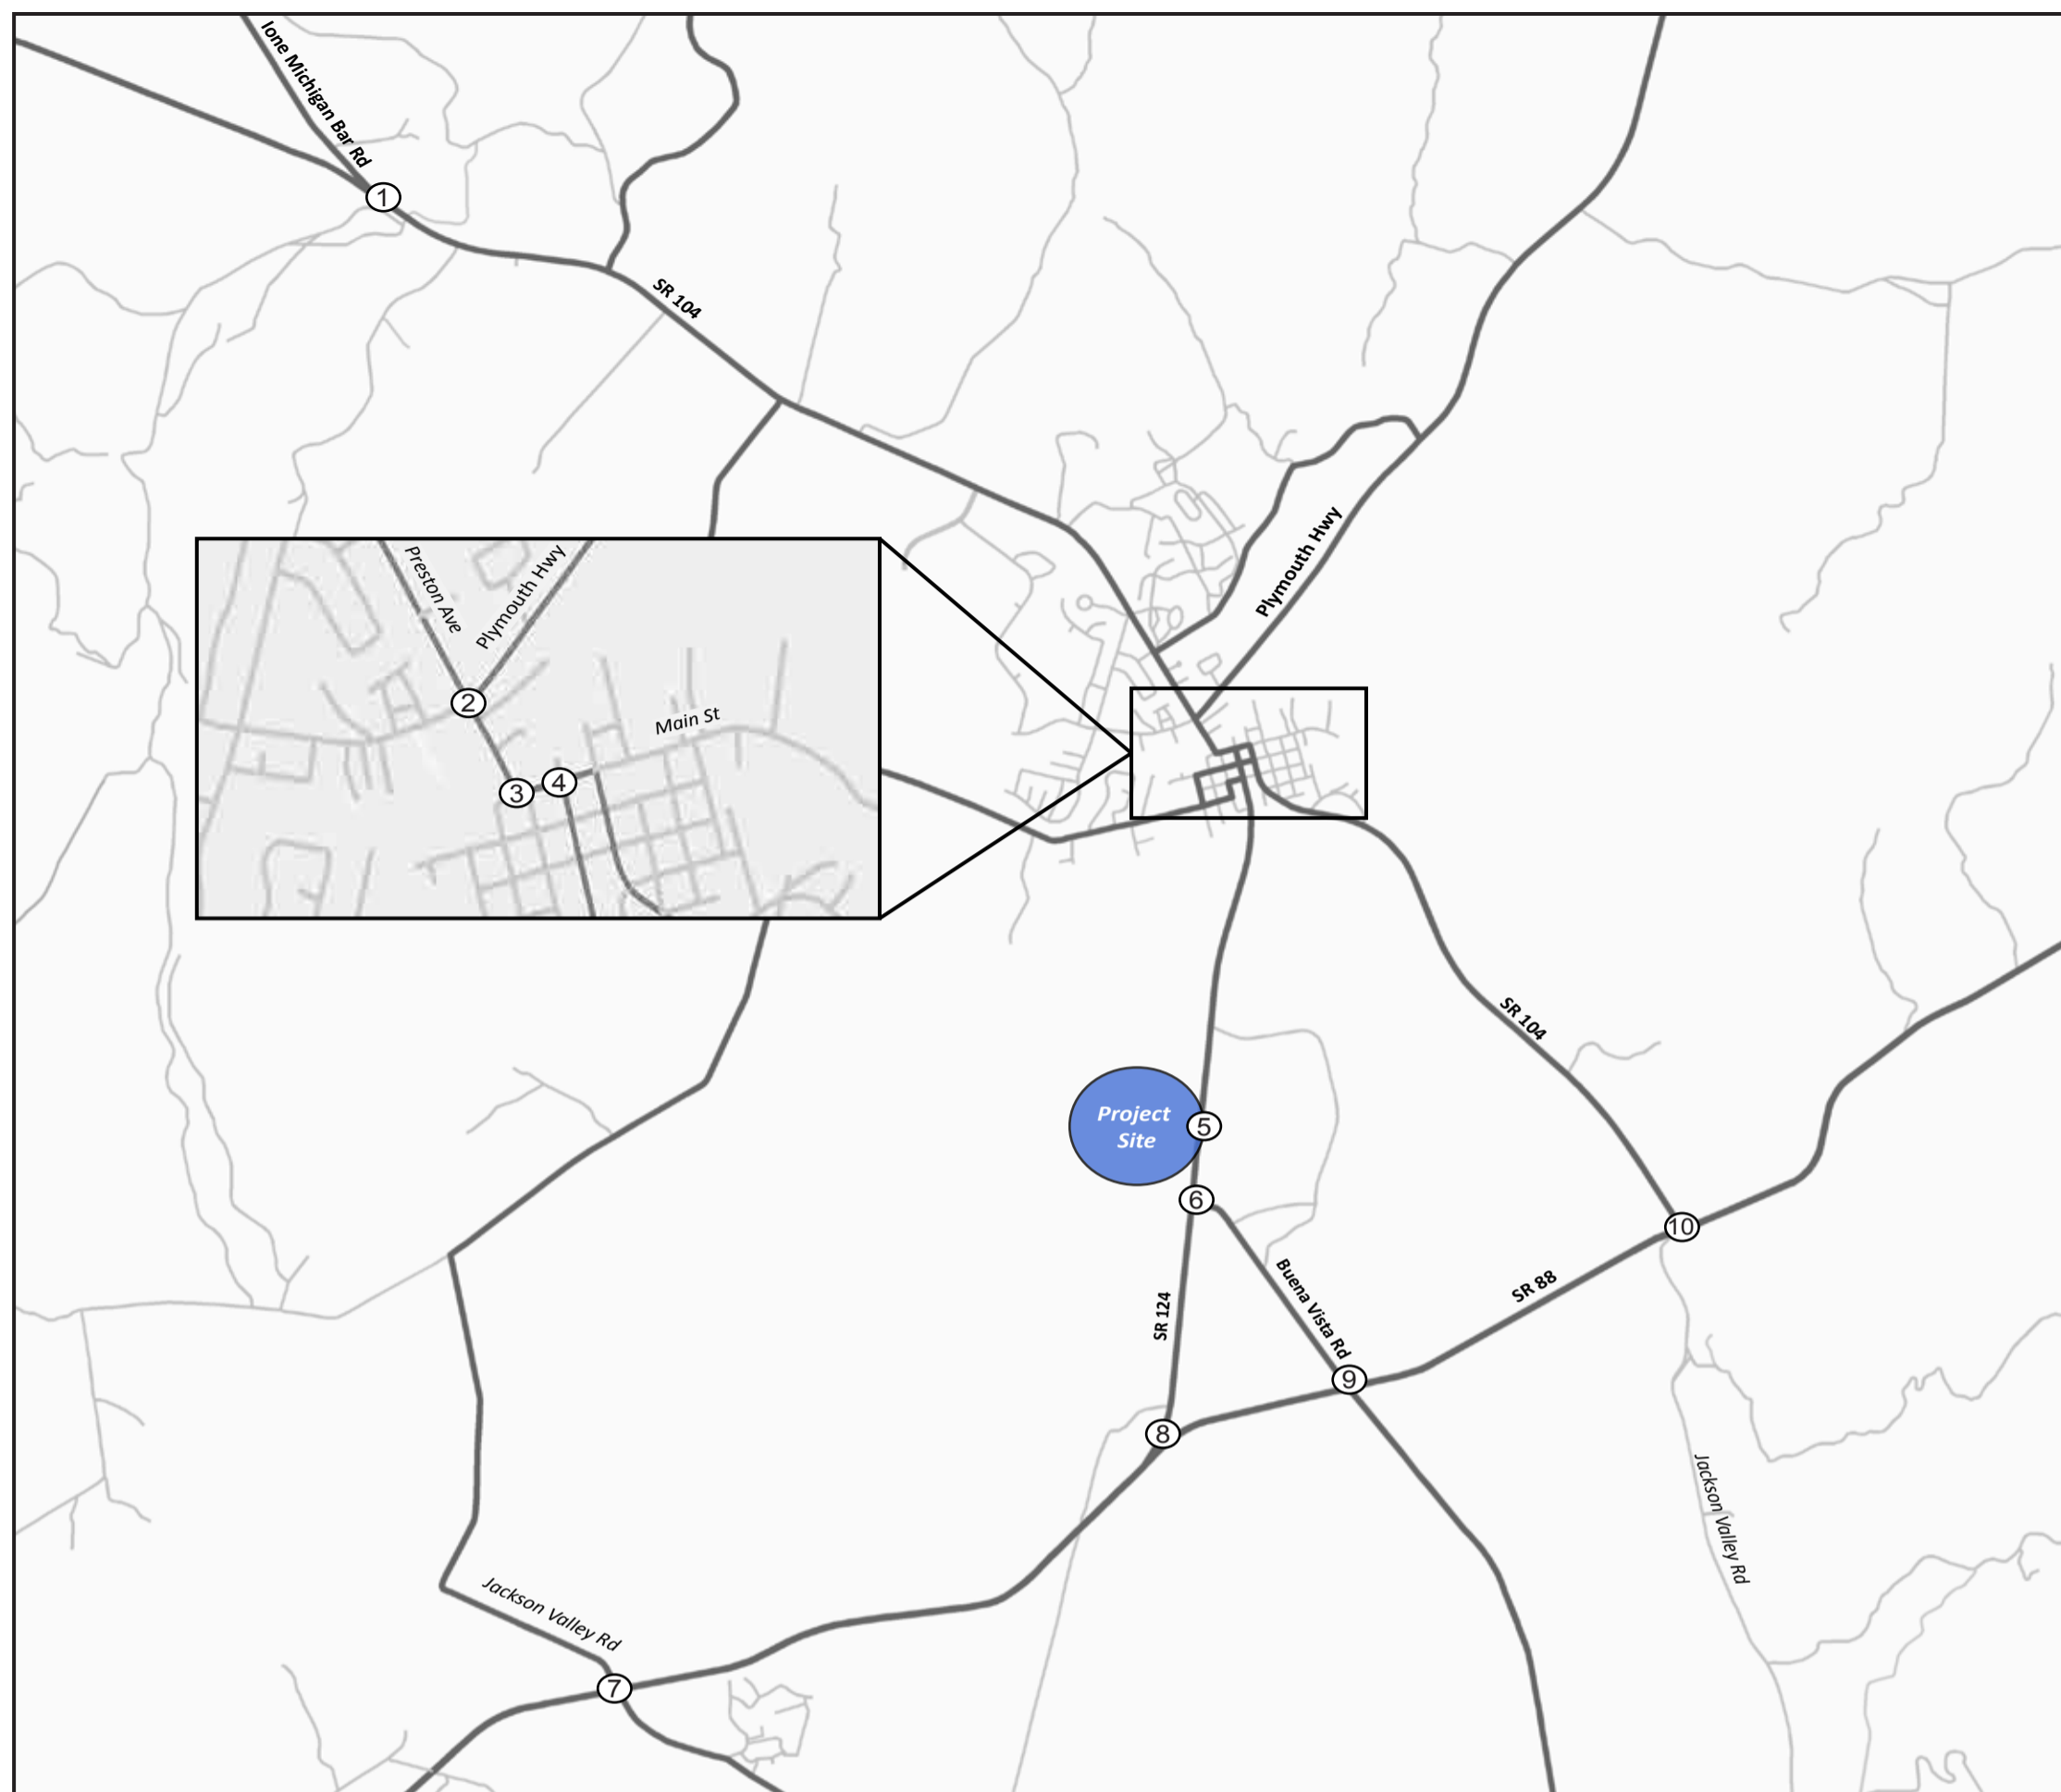 Ione Michigan Bar Rd
1
SR 104
Plymouth Hwy
Preston Ave
Plymouth Hwy
2
Main St
3
4
SR 104
Project
Site
5
6
10
Buena Vista Rd
SR 88
SR 124
9
8
Jackson Valley Rd
Jackson Valley Rd
7